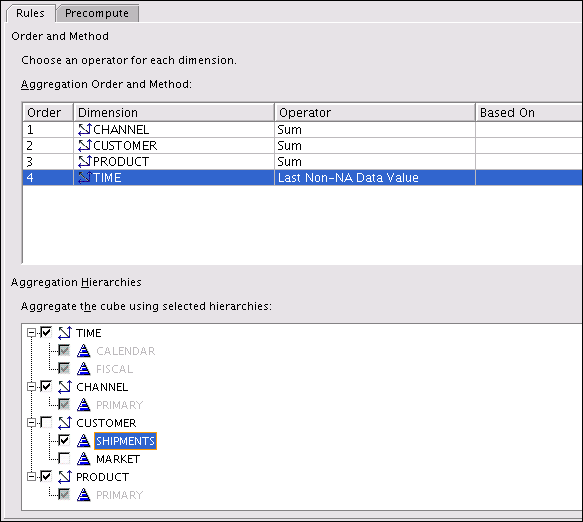 Rules Precompute
Order and Method
Choose an operator for each dimension.
Aggregation Order and Method:
Order Dimension Operator Based On
1 CHANNEL Sum
2 CUSTOMER Sum
3 PRODUCT Sum
4 TIME Last Non-NA Data Value
Aggregation Hierarchies
Aggregate the cube using selected hierarchies:
TIME
CALENDAR
FISCAL
CHANNEL
PRIMARY
CUSTOMER
SHIPMENTS
MARKET
PRODUCT
PRIMARY